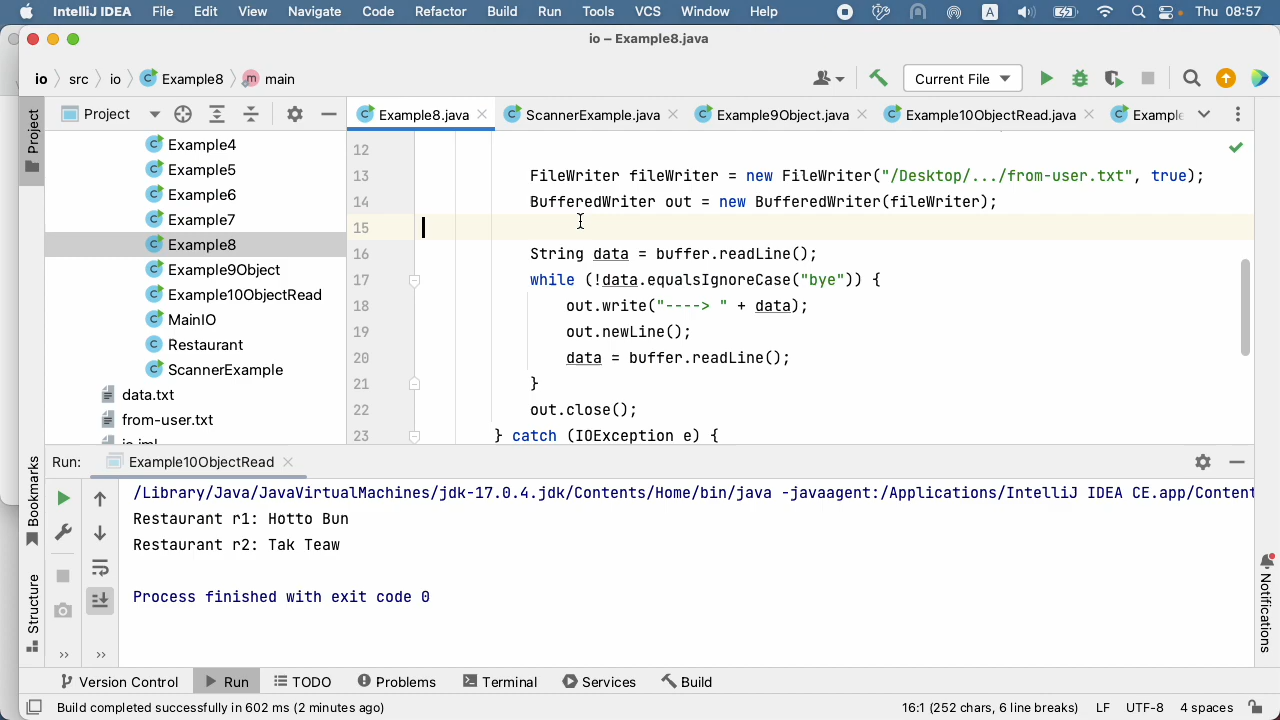 IntelliJ IDEA File Edit View Navigate Code Refactor Build Run Tools VCS Window Help A Thu 08:57
io – Example8.java
io src io Example8 m main Current File
Project Example8.java ScannerExample.java Example9Object.java Example10ObjectRead.java Example
Project
Example4
Example5
Example6
Example7
Example8
Example9Object
Example10ObjectRead
MainIO
Restaurant
ScannerExample
data.txt
from-user.txt
io.iml
12
13 FileWriter fileWriter = new FileWriter("/Desktop/.../from-user.txt", true);
14 BufferedWriter out = new BufferedWriter(fileWriter);
15
16 String data = buffer.readLine();
17 while (!data.equalsIgnoreCase("bye")) {
18 out.write("----> " + data);
19 out.newLine();
20 data = buffer.readLine();
21 }
22 out.close();
23 } catch (IOException e) {
Run: Example10ObjectRead
/Library/Java/JavaVirtualMachines/jdk-17.0.4.jdk/Contents/Home/bin/java -javaagent:/Applications/IntelliJ IDEA CE.app/Content
Restaurant r1: Hotto Bun
Restaurant r2: Tak Teaw
Process finished with exit code 0
Bookmarks
Structure
Notifications
Version Control Run TODO Problems Terminal Services Build
Build completed successfully in 602 ms (2 minutes ago) 16:1 (252 chars, 6 line breaks) LF UTF-8 4 spaces